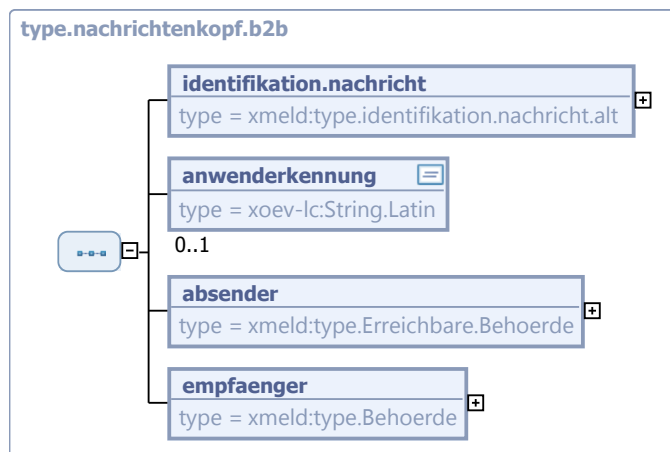 type.nachrichtenkopf.b2b
identifikation.nachricht
type = xmeld:type.identifikation.nachricht.alt
anwenderkennung
type = xoev-lc:String.Latin
0..1
absender
type = xmeld:type.Erreichbare.Behoerde
empfaenger
type = xmeld:type.Behoerde